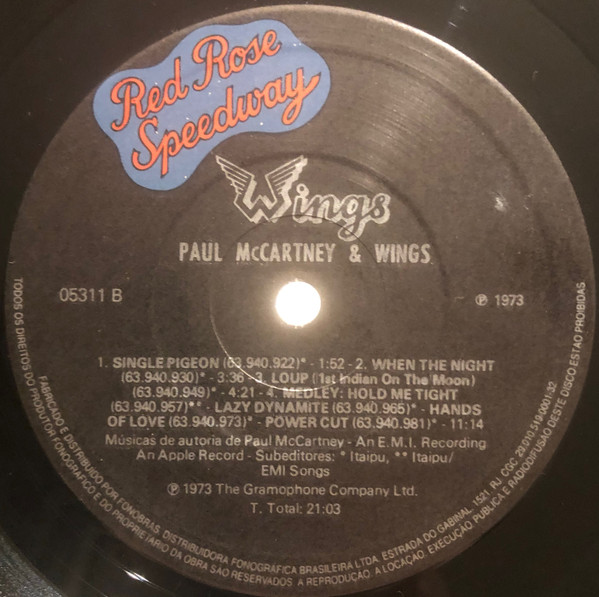 Red Rose
Speedway
Wings
PAUL McCARTNEY & WINGS
05311 B
℗ 1973
1. SINGLE PIGEON (63.940.922)* - 1:52 - 2. WHEN THE NIGHT
(63.940.930)* - 3:36 - 3. LOUP (1st Indian On The Moon)
(63.940.949)* - 4:21 - 4. MEDLEY: HOLD ME TIGHT
(63.940.957)** - LAZY DYNAMITE (63.940.965)* - HANDS
OF LOVE (63.940.973)* - POWER CUT (63.940.981)* - 11:14
Músicas de autoria de Paul McCartney - An E.M.I. Recording
An Apple Record - Subeditores: * Itaipu, ** Itaipu/
EMI Songs
℗ 1973 The Gramophone Company Ltd.
T. Total: 21:03
TODOS OS DIREITOS DO PRODUTOR FONOGRÁFICO E DO PROPRIETÁRIO DA OBRA SÃO RESERVADOS. A REPRODUÇÃO, A LOCAÇÃO, EXECUÇÃO PÚBLICA E RADIODIFUSÃO DESTE DISCO ESTÃO PROIBIDAS
FABRICADO E DISTRIBUIDO POR FONOBRAS. DISTRIBUIDORA FONOGRÁFICA BRASILEIRA LTDA. ESTRADA DO GABINAL, 1521 RJ CGC 29.010.519/0001-32